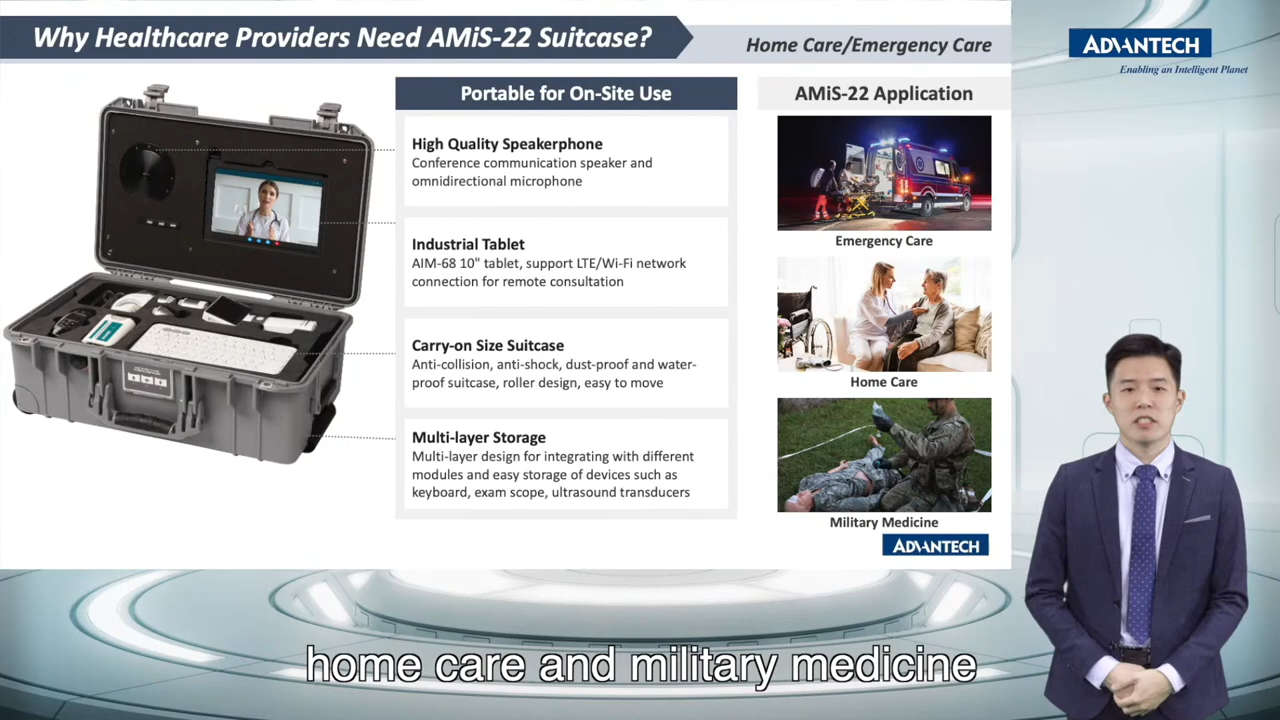 Why Healthcare Providers Need AMiS-22 Suitcase?
Home Care/Emergency Care
ADVANTECH
Enabling an Intelligent Planet
Portable for On-Site Use
High Quality Speakerphone
Conference communication speaker and
omnidirectional microphone
Industrial Tablet
AIM-68 10" tablet, support LTE/Wi-Fi network
connection for remote consultation
Carry-on Size Suitcase
Anti-collision, anti-shock, dust-proof and water-
proof suitcase, roller design, easy to move
Multi-layer Storage
Multi-layer design for integrating with different
modules and easy storage of devices such as
keyboard, exam scope, ultrasound transducers
AMiS-22 Application
Emergency Care
Home Care
Military Medicine
ADVANTECH
home care and military medicine